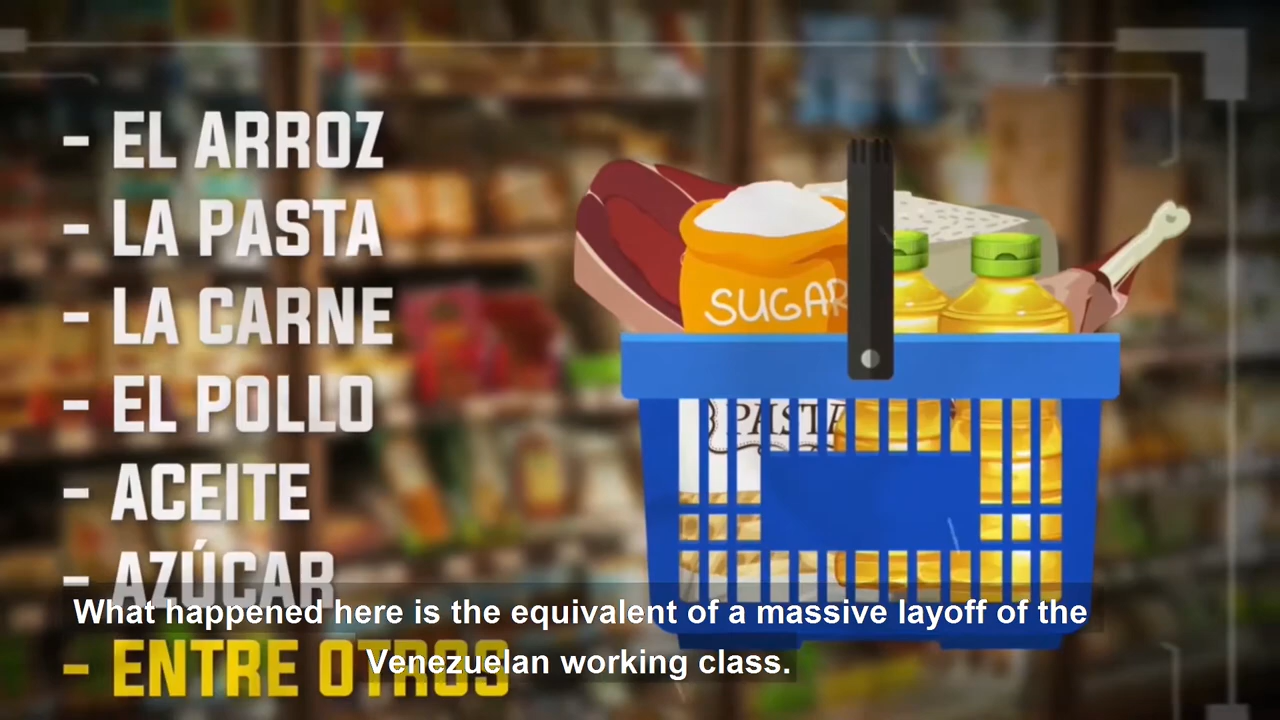 - EL ARROZ
- LA PASTA
- LA CARNE
- EL POLLO
- ACEITE
- AZÚCAR
- ENTRE OTROS
SUGAR
PASTA
What happened here is the equivalent of a massive layoff of the
Venezuelan working class.